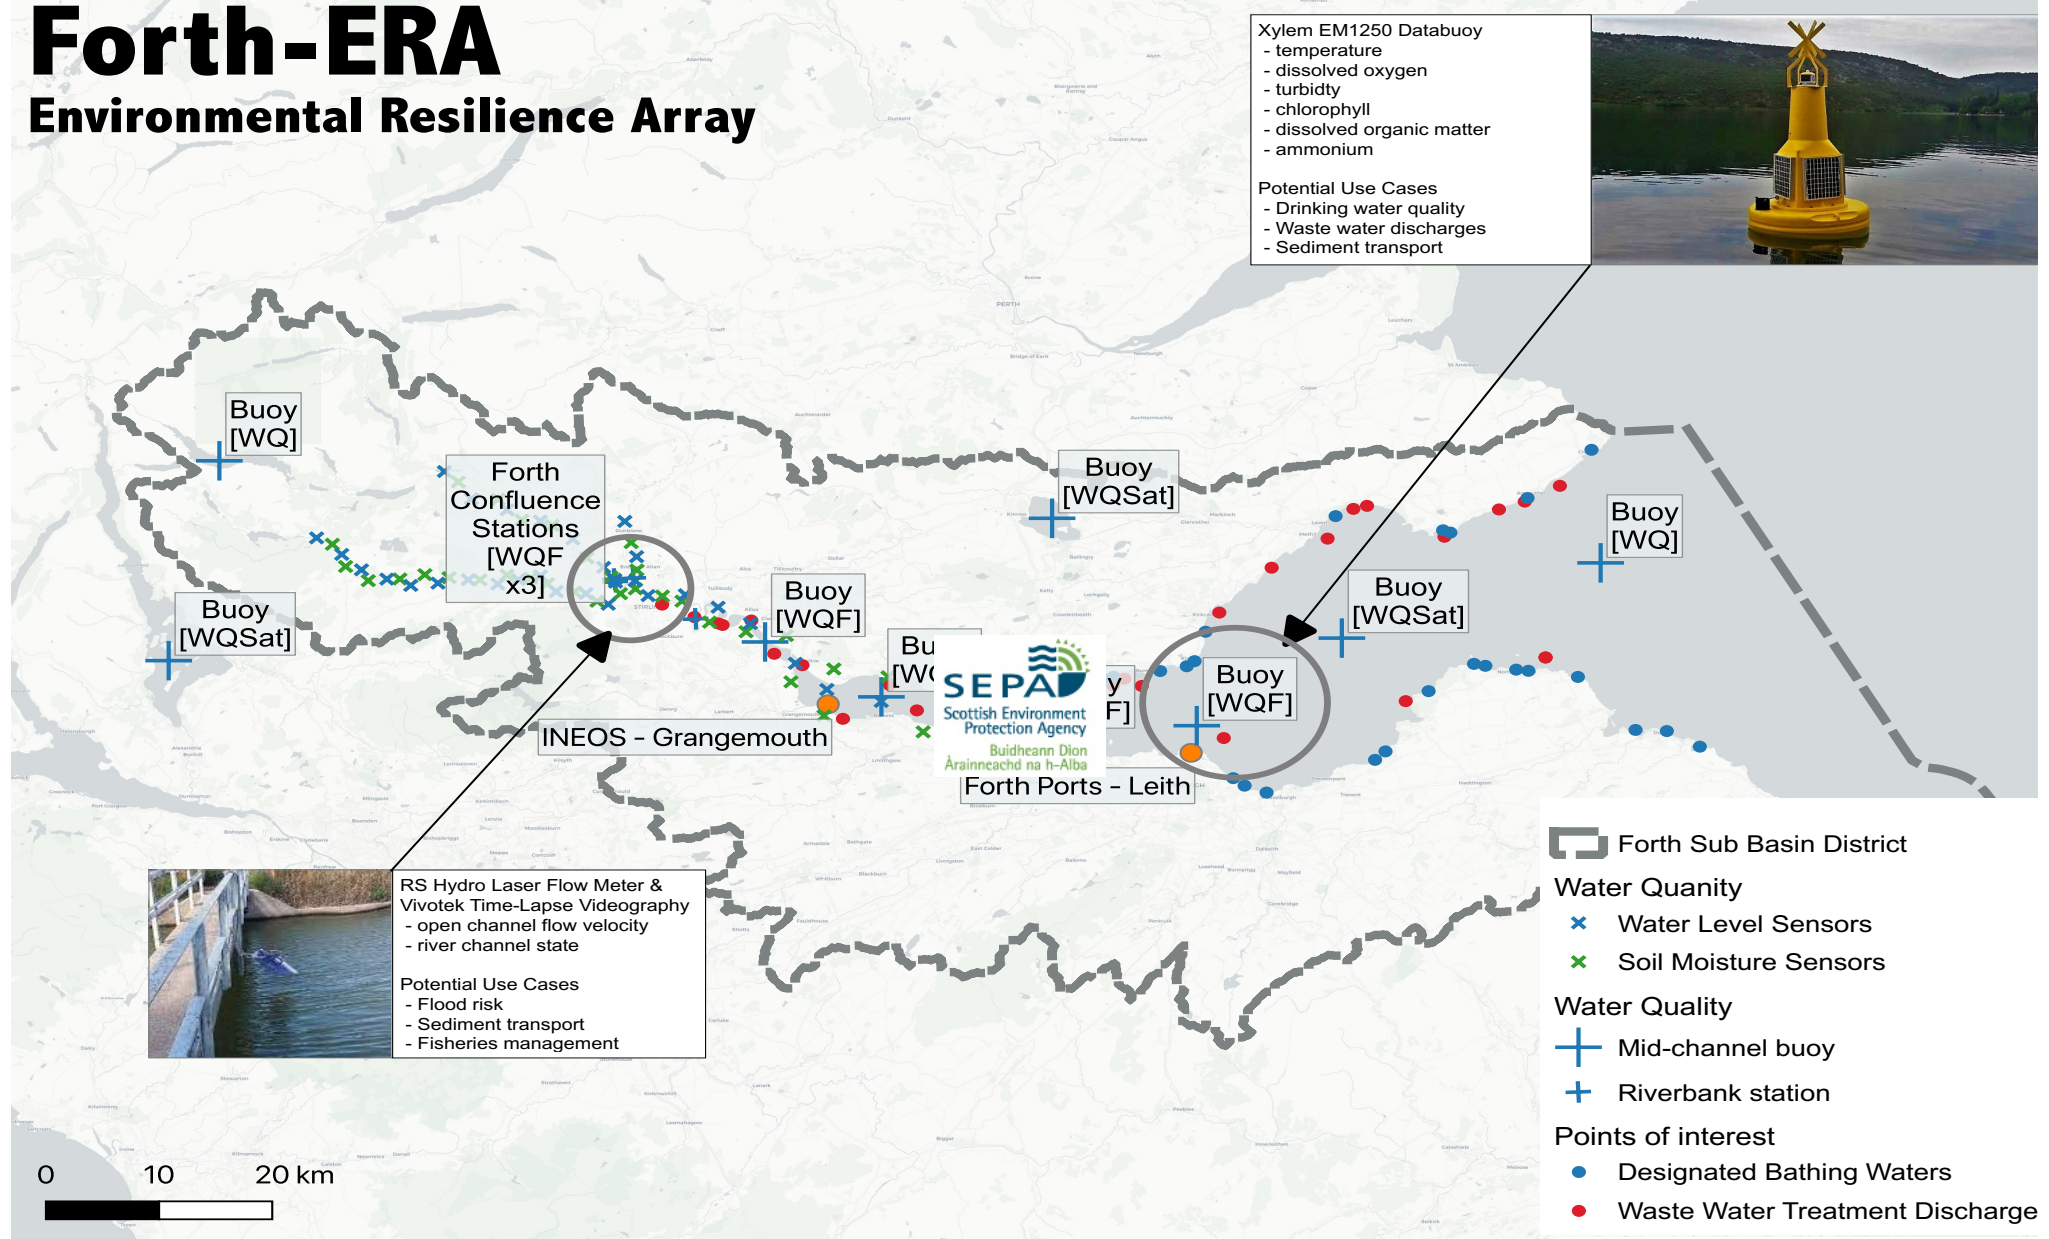 Forth-ERA
Environmental Resilience Array
Xylem EM1250 Databuoy
- temperature
- dissolved oxygen
- turbidty
- chlorophyll
- dissolved organic matter
- ammonium
Potential Use Cases
- Drinking water quality
- Waste water discharges
- Sediment transport
PERTH
Buoy
[WQ]
Forth
Confluence
Stations
[WQF
x3]
Buoy
[WQSat]
Buoy
[WQSat]
Buoy
[WQF]
Buoy
[WQ]
Buoy
[WQSat]
Bu
[WQ
y
F]
Buoy
[WQF]
SEPA
Scottish Environment
Protection Agency
Buidheann Dìon
Àrainneachd na h-Alba
INEOS - Grangemouth
Forth Ports - Leith
RS Hydro Laser Flow Meter &
Vivotek Time-Lapse Videography
- open channel flow velocity
- river channel state
Potential Use Cases
- Flood risk
- Sediment transport
- Fisheries management
Forth Sub Basin District
Water Quanity
Water Level Sensors
Soil Moisture Sensors
Water Quality
Mid-channel buoy
Riverbank station
Points of interest
Designated Bathing Waters
Waste Water Treatment Discharge
0 10 20 km